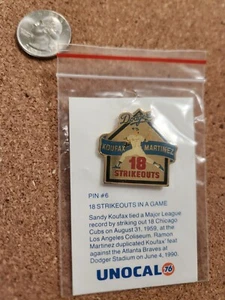 Dodgers
KOUFAX MARTINEZ
18
STRIKEOUTS
PIN #6
18 STRIKEOUTS IN A GAME
Sandy Koufax tied a Major League
record by striking out 18 Chicago
Cubs on August 31, 1959, at the
Los Angeles Coliseum. Ramon
Martinez duplicated Koufax' feat
against the Atlanta Braves at
Dodger Stadium on June 4, 1990.
UNOCAL 76